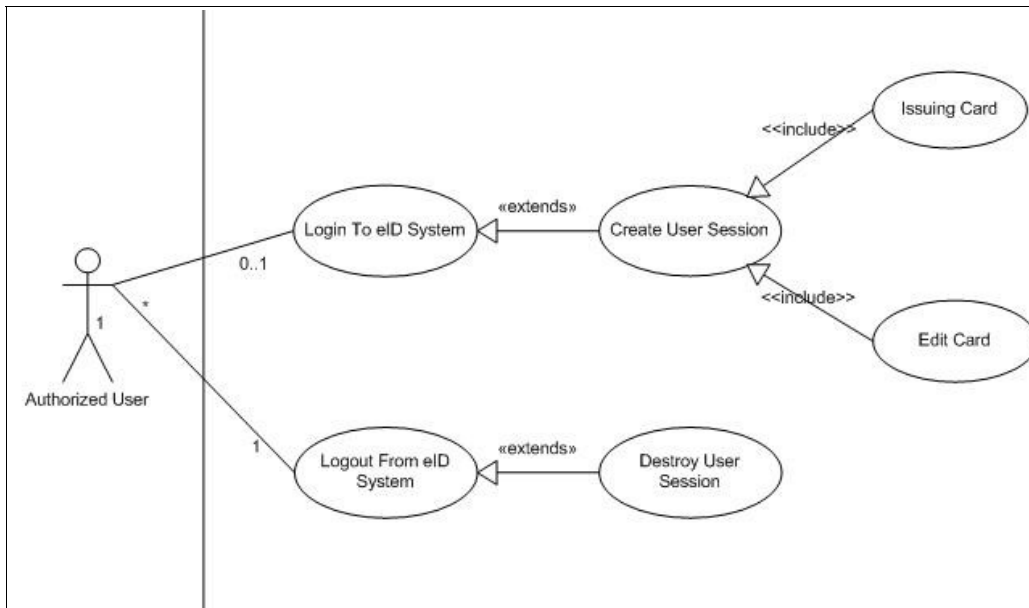 Issuing Card
<<include>>
«extends»
Login To eID System
Create User Session
0..1
*
<<include>>
1
Edit Card
Authorized User
1
«extends»
Logout From eID
System
Destroy User
Session